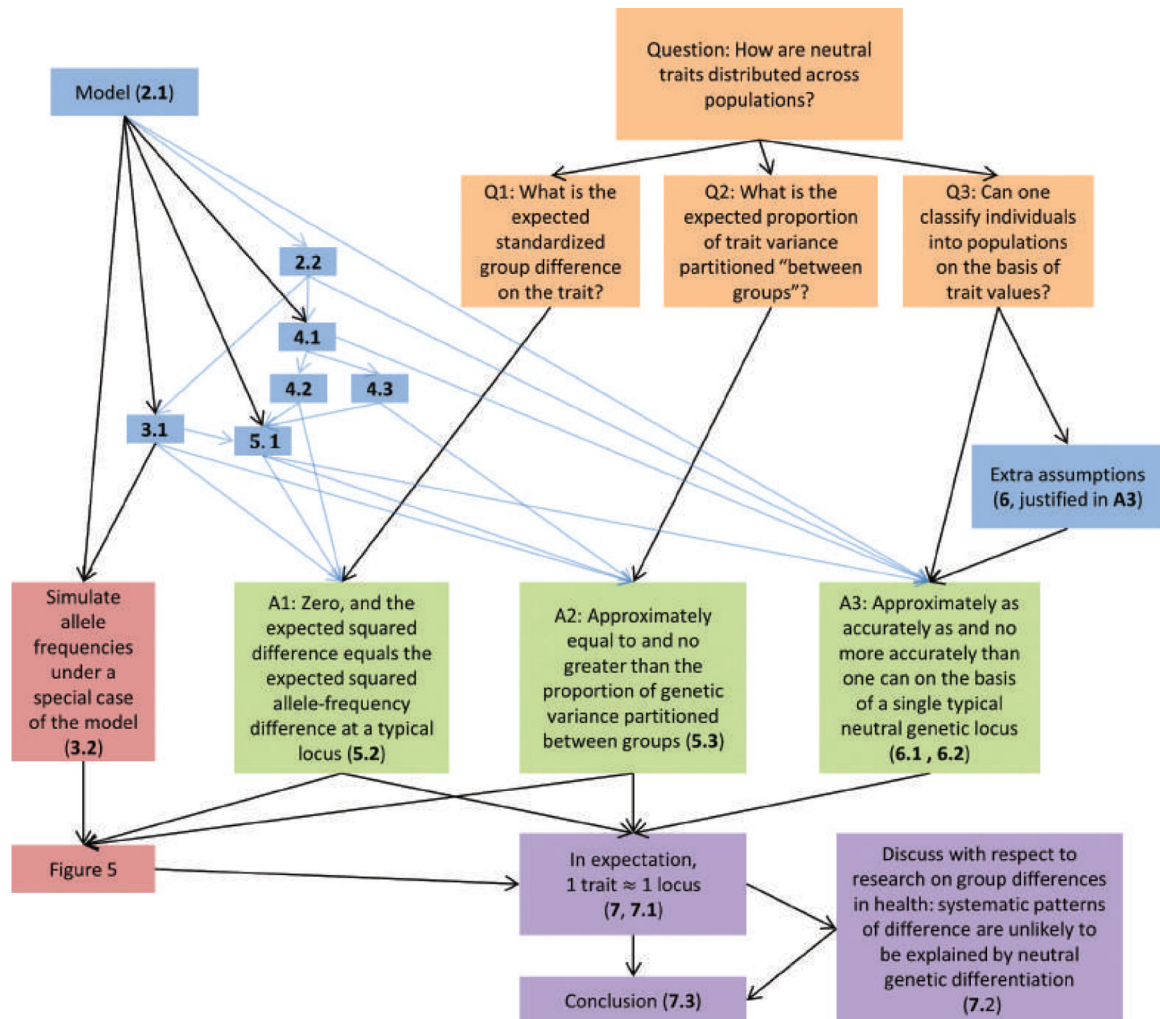 Question: How are neutral
traits distributed across
populations?
Model (2.1)
Q1: What is the
expected
standardized
group difference
on the trait?
Q2: What is the
expected proportion
of trait variance
partitioned “between
groups”?
Q3: Can one
classify individuals
into populations
on the basis of
trait values?
2.2
4.1
4.2
4.3
3.1
5. 1
Extra assumptions
(6, justified in A3)
Simulate
allele
frequencies
under a
special case
of the model
(3.2)
A1: Zero, and the
expected squared
difference equals the
expected squared
allele-frequency
difference at a typical
locus (5.2)
A2: Approximately
equal to and no
greater than the
proportion of genetic
variance partitioned
between groups (5.3)
A3: Approximately as
accurately as and no
more accurately than
one can on the basis
of a single typical
neutral genetic locus
(6.1 , 6.2)
Figure 5
In expectation,
1 trait ≈ 1 locus
(7, 7.1)
Discuss with respect to
research on group differences
in health: systematic patterns
of difference are unlikely to
be explained by neutral
genetic differentiation
(7.2)
Conclusion (7.3)